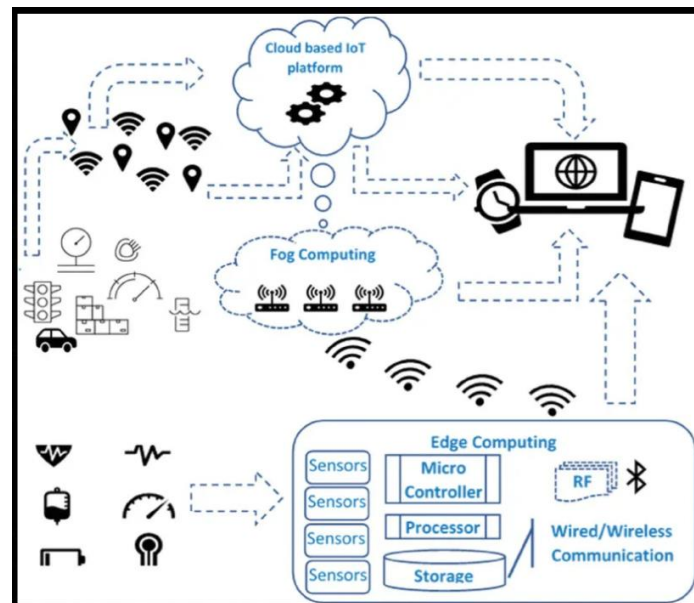 Cloud based IoT
platform
Fog Computing
Edge Computing
Sensors
Sensors
Sensors
Sensors
Micro
Controller
Processor
Storage
RF
Wired/Wireless
Communication